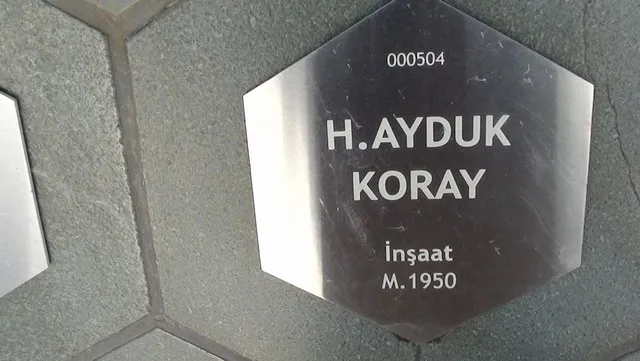 000504
H.AYDUK
KORAY
İnşaat
M.1950